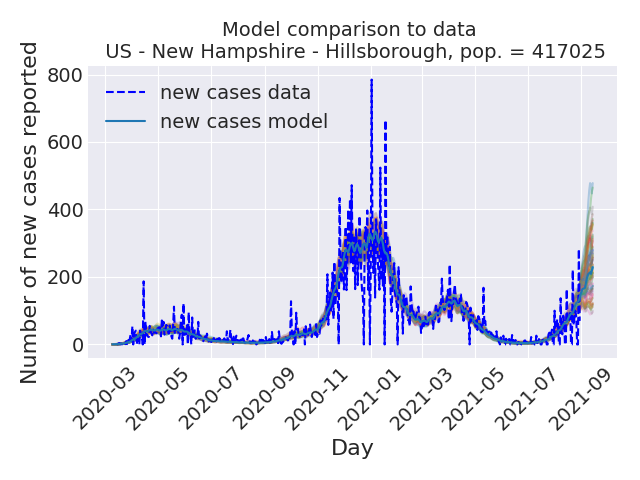 Model comparison to data
US - New Hampshire - Hillsborough, pop. = 417025
Number of new cases reported
800
600
400
200
0
new cases data
new cases model
2020-03
2020-05
2020-07
2020-09
2020-11
2021-01
2021-03
2021-05
2021-07
2021-09
Day